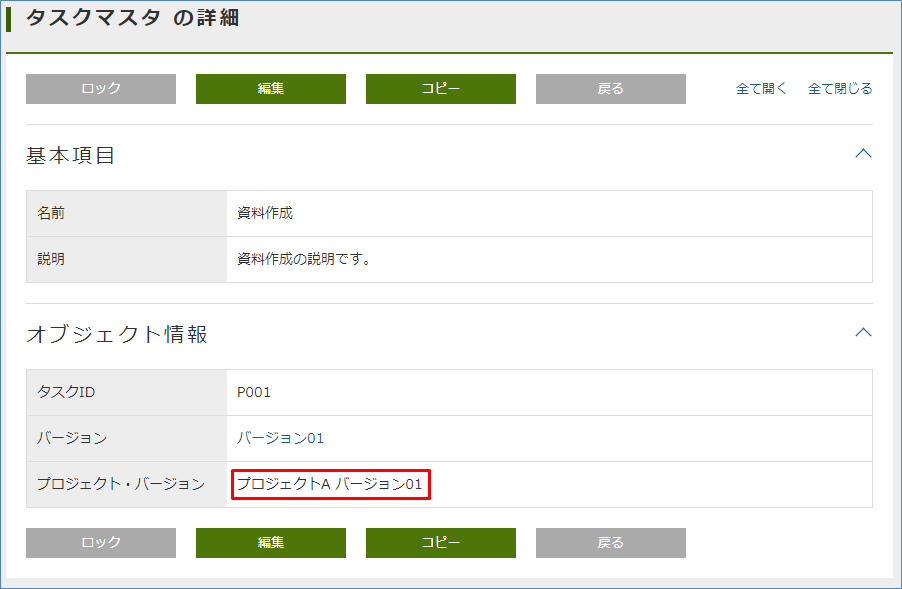 タスクマスタ の詳細
ロック 編集 コピー 戻る 全て開く 全て閉じる
基本項目
名前 資料作成
説明 資料作成の説明です。
オブジェクト情報
タスクID P001
バージョン バージョン01
プロジェクト・バージョン プロジェクトA バージョン01
ロック 編集 コピー 戻る